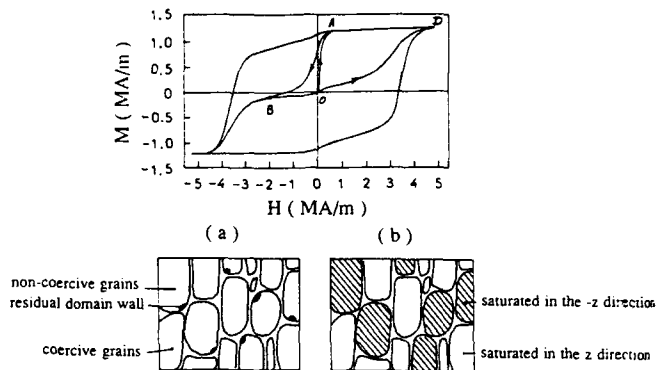 M ( MA/m )
1.5
1.0
0.5
0
-0.5
-1.0
-1.5
A
D
B
O
-5 -4 -3 -2 -1 0 1 2 3 4 5
H ( MA/m )
( a ) ( b )
non-coercive grains
residual domain wall
coercive grains
saturated in the -z direction
saturated in the z direction